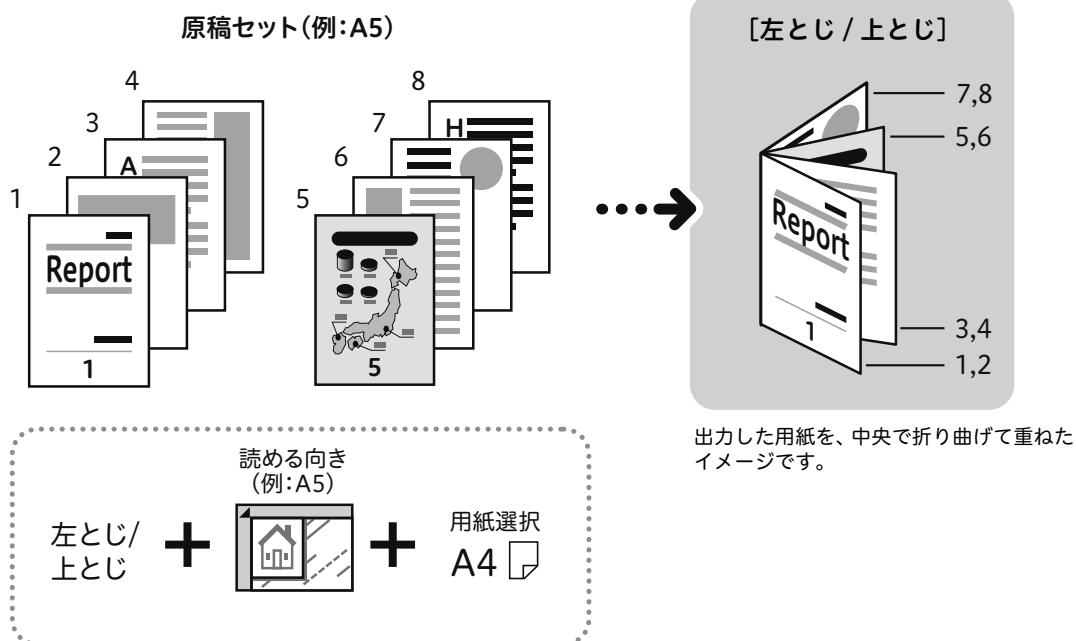 原稿セット(例:A5)
4
3
2
1
A
Report
1
8
7
6
5
H
5
[左とじ / 上とじ]
7,8
5,6
Report
1
3,4
1,2
出力した用紙を、中央で折り曲げて重ねた
イメージです。
読める向き
(例:A5)
左とじ/
上とじ
+
+
用紙選択
A4